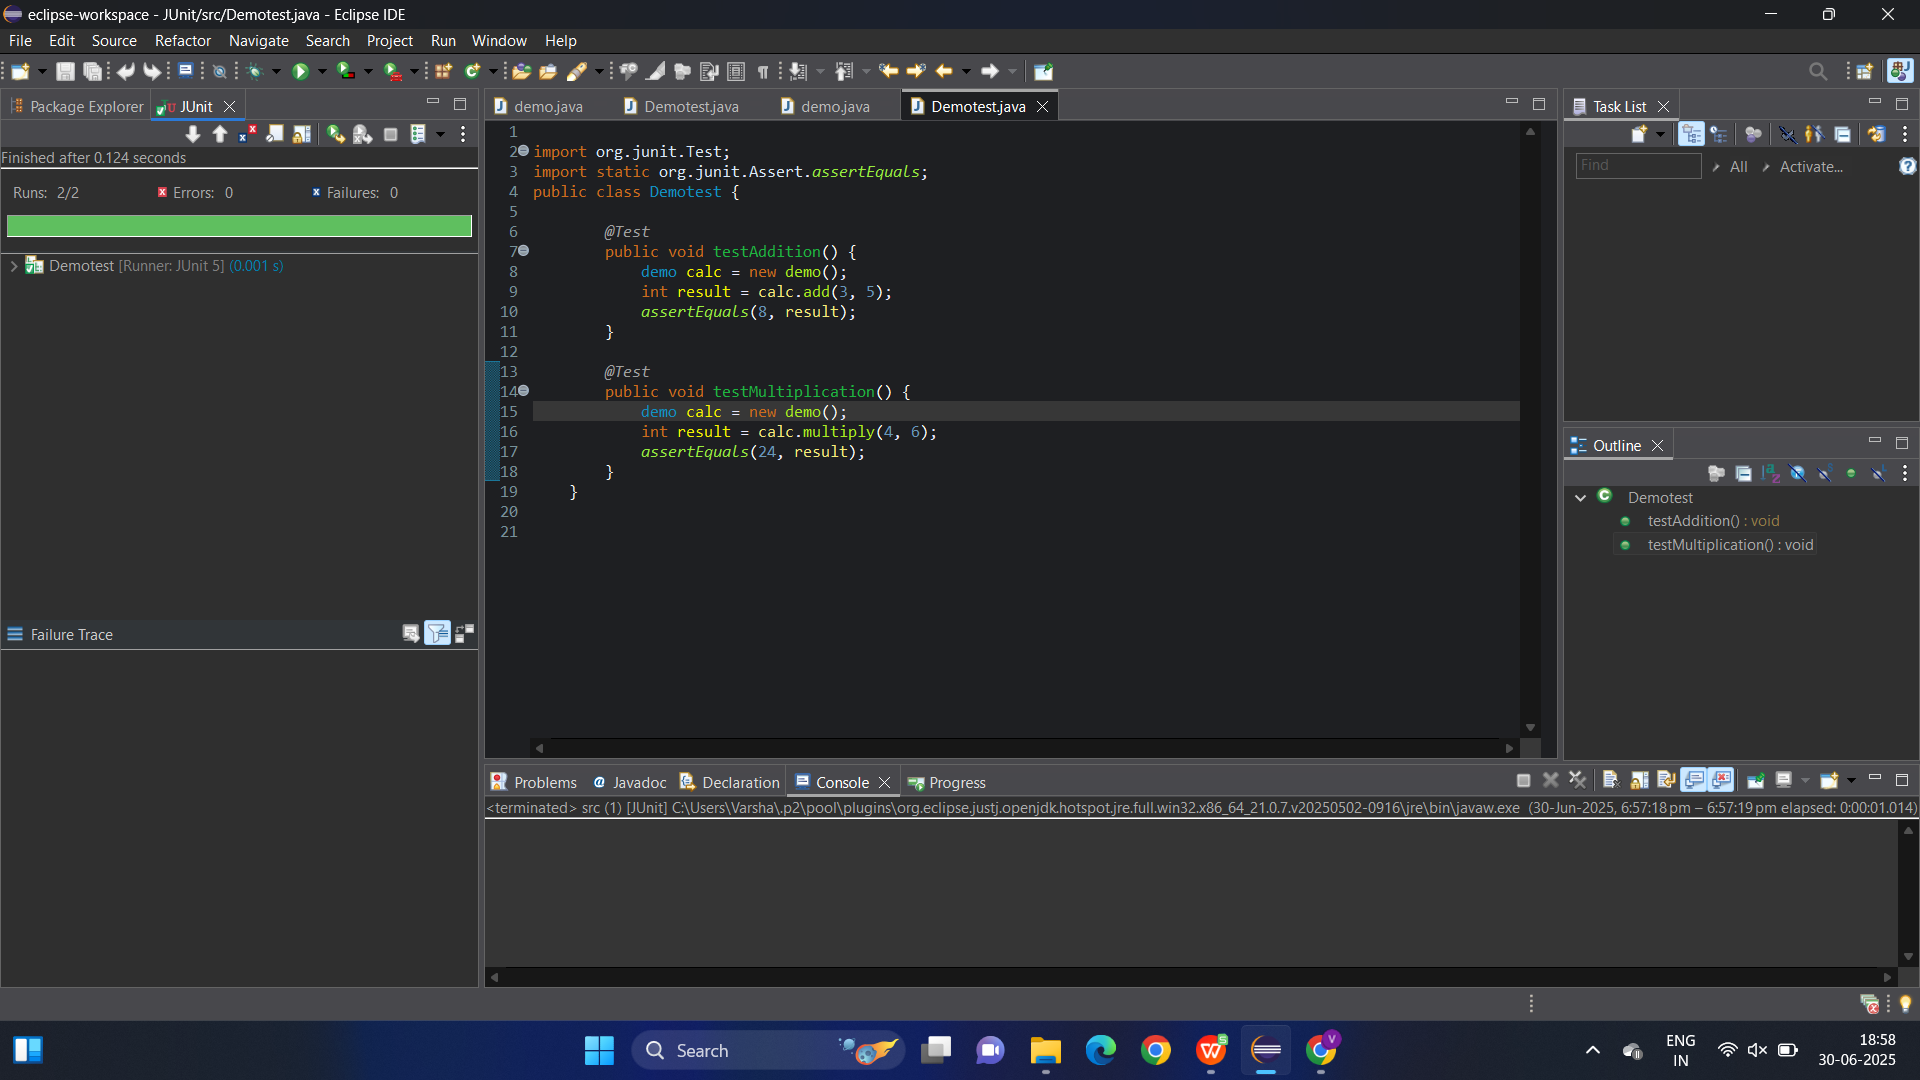 eclipse-workspace - JUnit/src/Demotest.java - Eclipse IDE
File Edit Source Refactor Navigate Search Project Run Window Help
Package Explorer JUnit
Finished after 0.124 seconds
Runs: 2/2 Errors: 0 Failures: 0
Demotest [Runner: JUnit 5] (0.001 s)
Failure Trace
demo.java Demotest.java demo.java Demotest.java
1
2 import org.junit.Test;
3 import static org.junit.Assert.assertEquals;
4 public class Demotest {
5
6 @Test
7 public void testAddition() {
8 demo calc = new demo();
9 int result = calc.add(3, 5);
10 assertEquals(8, result);
11 }
12
13 @Test
14 public void testMultiplication() {
15 demo calc = new demo();
16 int result = calc.multiply(4, 6);
17 assertEquals(24, result);
18 }
19 }
20
21
Task List
Find All Activate...
Outline
Demotest
testAddition() : void
testMultiplication() : void
Problems Javadoc Declaration Console Progress
<terminated> src (1) [JUnit] C:\Users\Varsha\.p2\pool\plugins\org.eclipse.justj.openjdk.hotspot.jre.full.win32.x86_64_21.0.7.v20250502-0916\jre\bin\javaw.exe (30-Jun-2025, 6:57:18 pm – 6:57:19 pm elapsed: 0:00:01.014)
Search
ENG
IN
18:58
30-06-2025